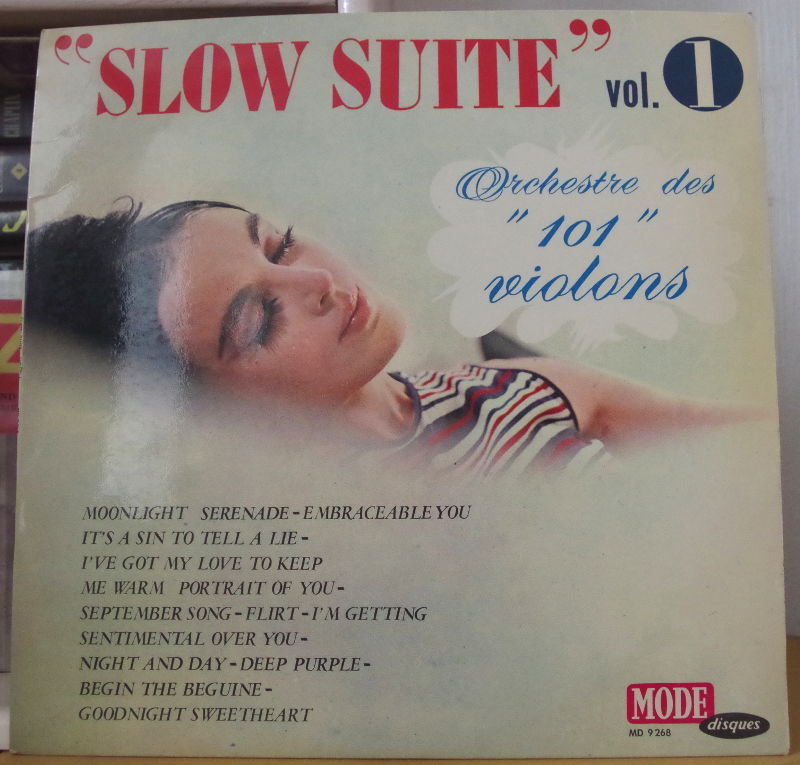 "SLOW SUITE" vol. 1
Orchestre des
"101"
violons
MOONLIGHT SERENADE - EMBRACEABLE YOU
IT'S A SIN TO TELL A LIE -
I'VE GOT MY LOVE TO KEEP
ME WARM PORTRAIT OF YOU -
SEPTEMBER SONG - FLIRT - I'M GETTING
SENTIMENTAL OVER YOU -
NIGHT AND DAY - DEEP PURPLE -
BEGIN THE BEGUINE -
GOODNIGHT SWEETHEART
MODE
disques
MD 9268